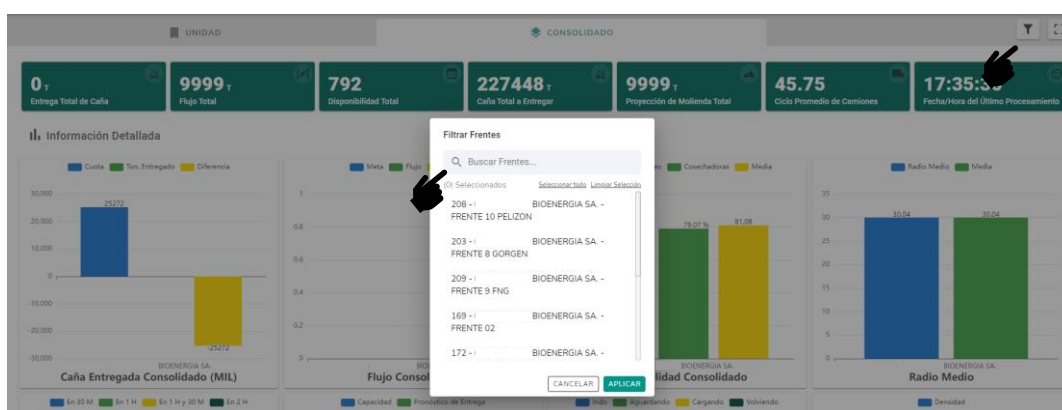 UNIDAD
CONSOLIDADO
0 T
Entrega Total de Caña
9999 T
Flujo Total
792
Disponibilidad Total
227448 T
Caña Total a Entregar
9999 T
Proyección de Molienda Total
45.75
Ciclo Promedio de Camiones
17:35:
Fecha/Hora del Último Procesamiento
Información Detallada
Cuota Ton. Entregado Diferencia
30,000
20,000
10,000
0
-10,000
-20,000
-30,000
25272
-25272
BIOENERGIA SA.
Caña Entregada Consolidado (MIL)
Meta Flujo
1
0.8
0.6
0.4
0.2
0
Flujo Consol
Filtrar Frentes
Buscar Frentes...
(0) Seleccionados Seleccionar todo Limpiar Selección
208 - BIOENERGIA SA. -
FRENTE 10 PELIZON
203 - BIOENERGIA SA. -
FRENTE 8 GORGEN
209 - BIOENERGIA SA. -
FRENTE 9 FNG
169 - BIOENERGIA SA. -
FRENTE 02
172 - BIOENERGIA SA. -
CANCELAR APLICAR
Cosechadoras Media
79.07 %
81.08
BIOENERGIA SA.
lidad Consolidado
Radio Medio Media
35
30
25
20
15
10
5
0
30.04
30.04
BIOENERGIA SA.
Radio Medio
En 30 M En 1 H En 1 H y 30 M En 2 H
Capacidad Pronóstico de Entrega
Indo Aguardando Cargando Volviendo
Densidad